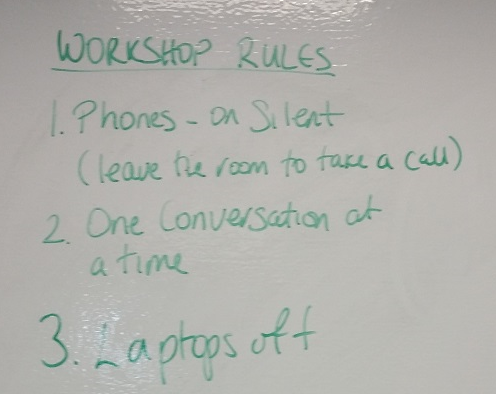 WORKSHOP RULES
1. Phones - on Silent
(leave the room to take a call)
2. One Conversation at
a time
3. Laptops off